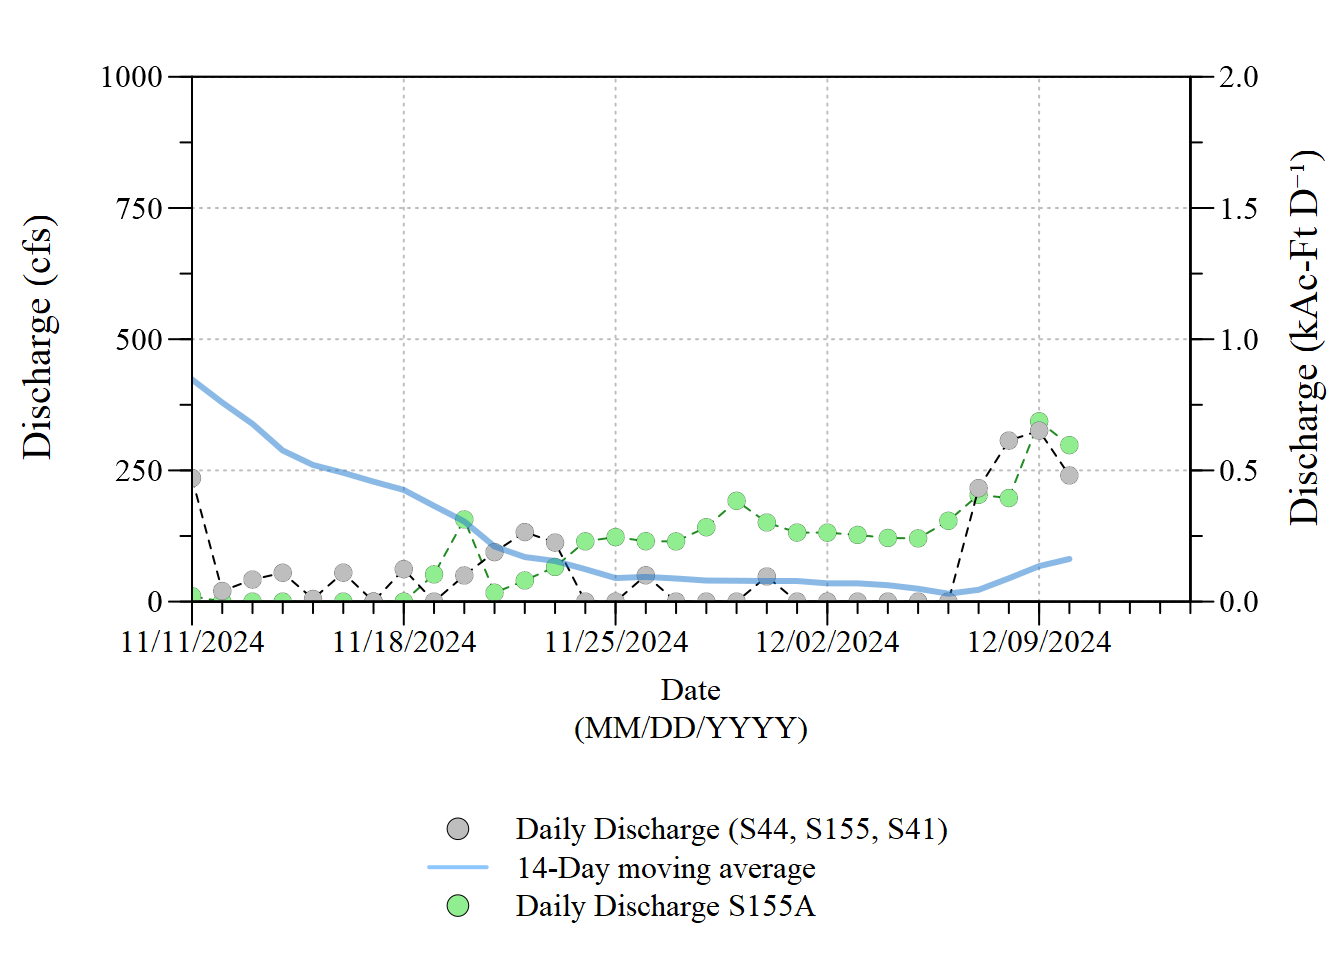 1000
750
500
250
0
Discharge (cfs)
2.0
1.5
1.0
0.5
0.0
Discharge (kAc-Ft D⁻¹)
11/11/2024 11/18/2024 11/25/2024 12/02/2024 12/09/2024
Date
(MM/DD/YYYY)
Daily Discharge (S44, S155, S41)
14-Day moving average
Daily Discharge S155A